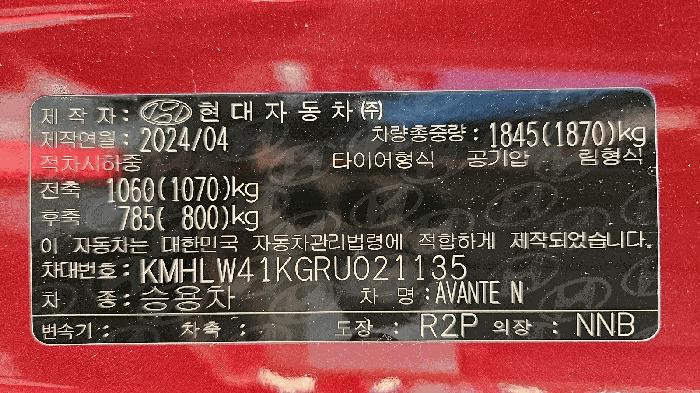 제 작 자 : 현대자동차(주)
제작연월 : 2024/04 차량총중량 : 1845(1870)kg
적차시하중 타이어형식 공기압 림형식
전축 1060(1070)kg
후축 785( 800)kg
이 자동차는 대한민국 자동차관리법령에 적합하게 제작되었습니다.
차대번호 : KMHLW41KGRU021135
차 종 : 승용차 차 명 : AVANTE N
변속기 : 차축 : 도장 : R2P 의장 : NNB